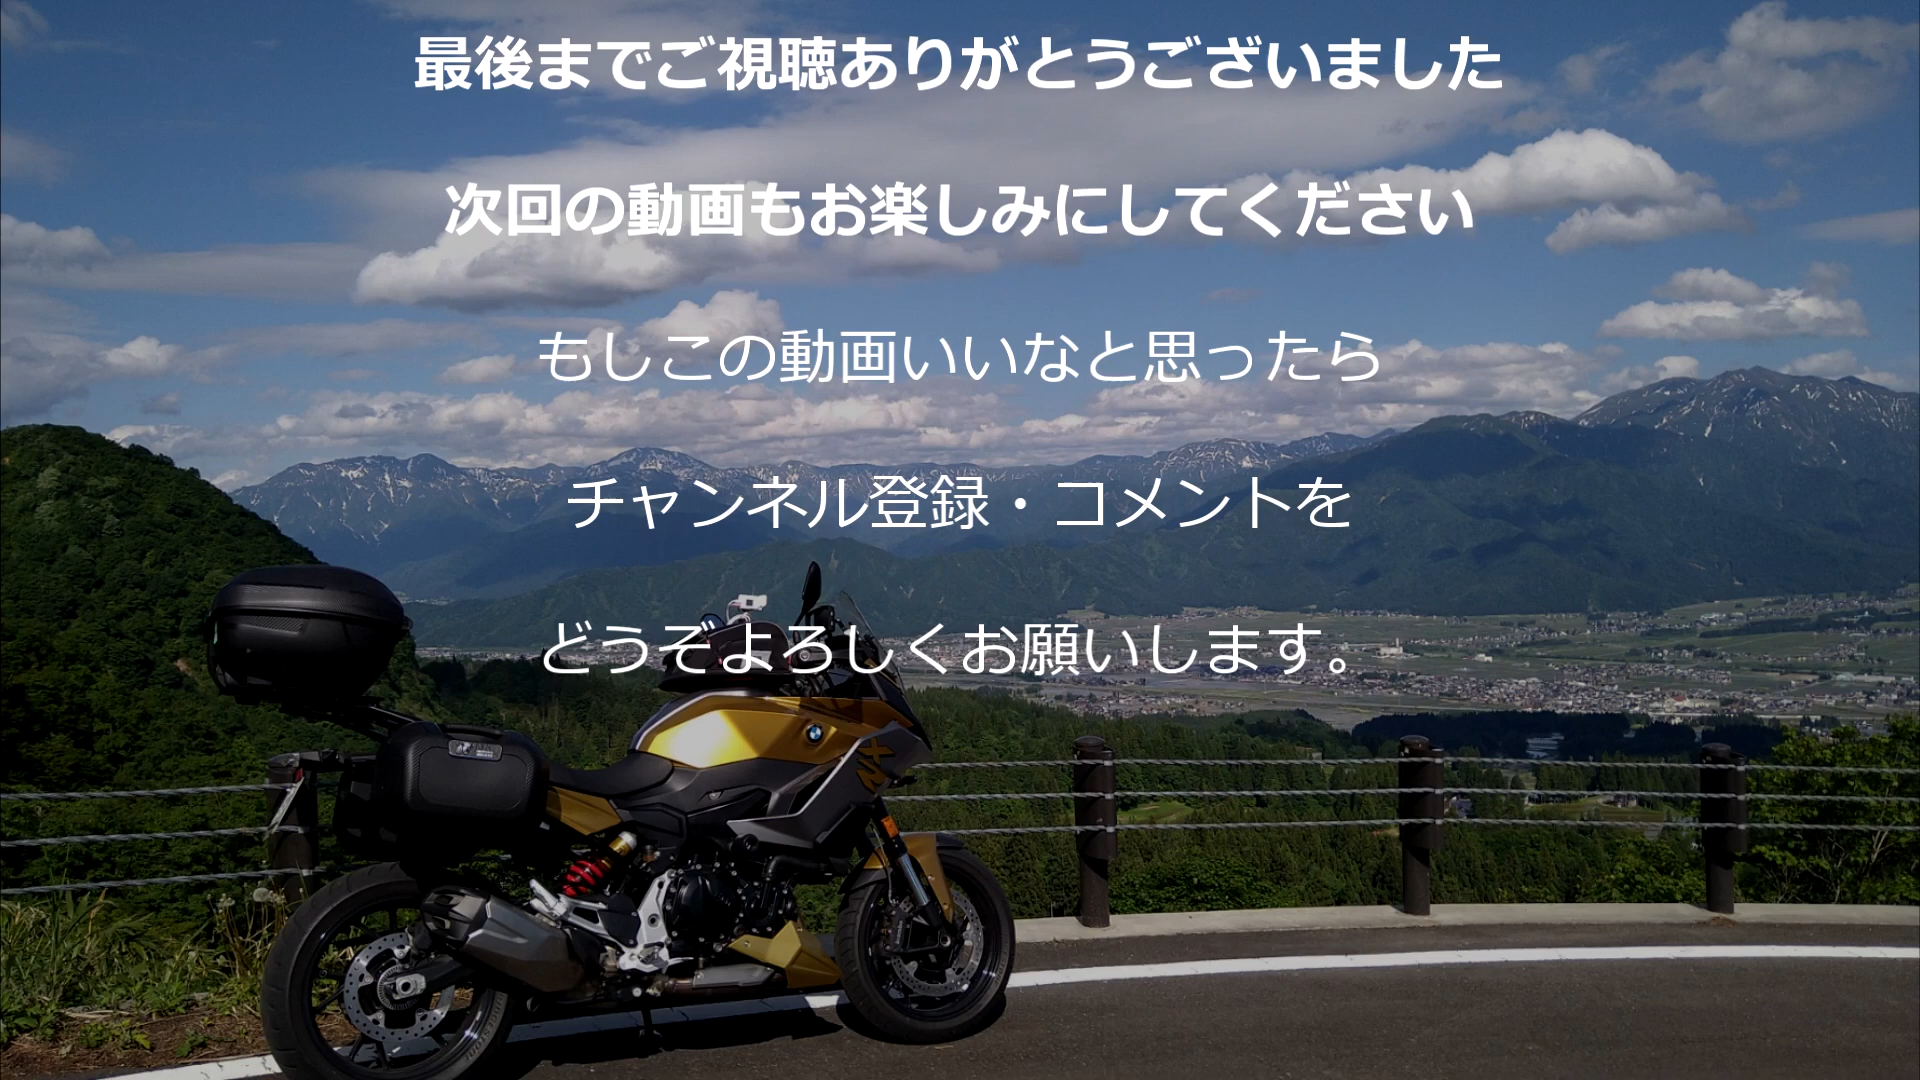 最後までご視聴ありがとうございました
次回の動画もお楽しみにしてください
もしこの動画いいなと思ったら
チャンネル登録・コメントを
どうぞよろしくお願いします。